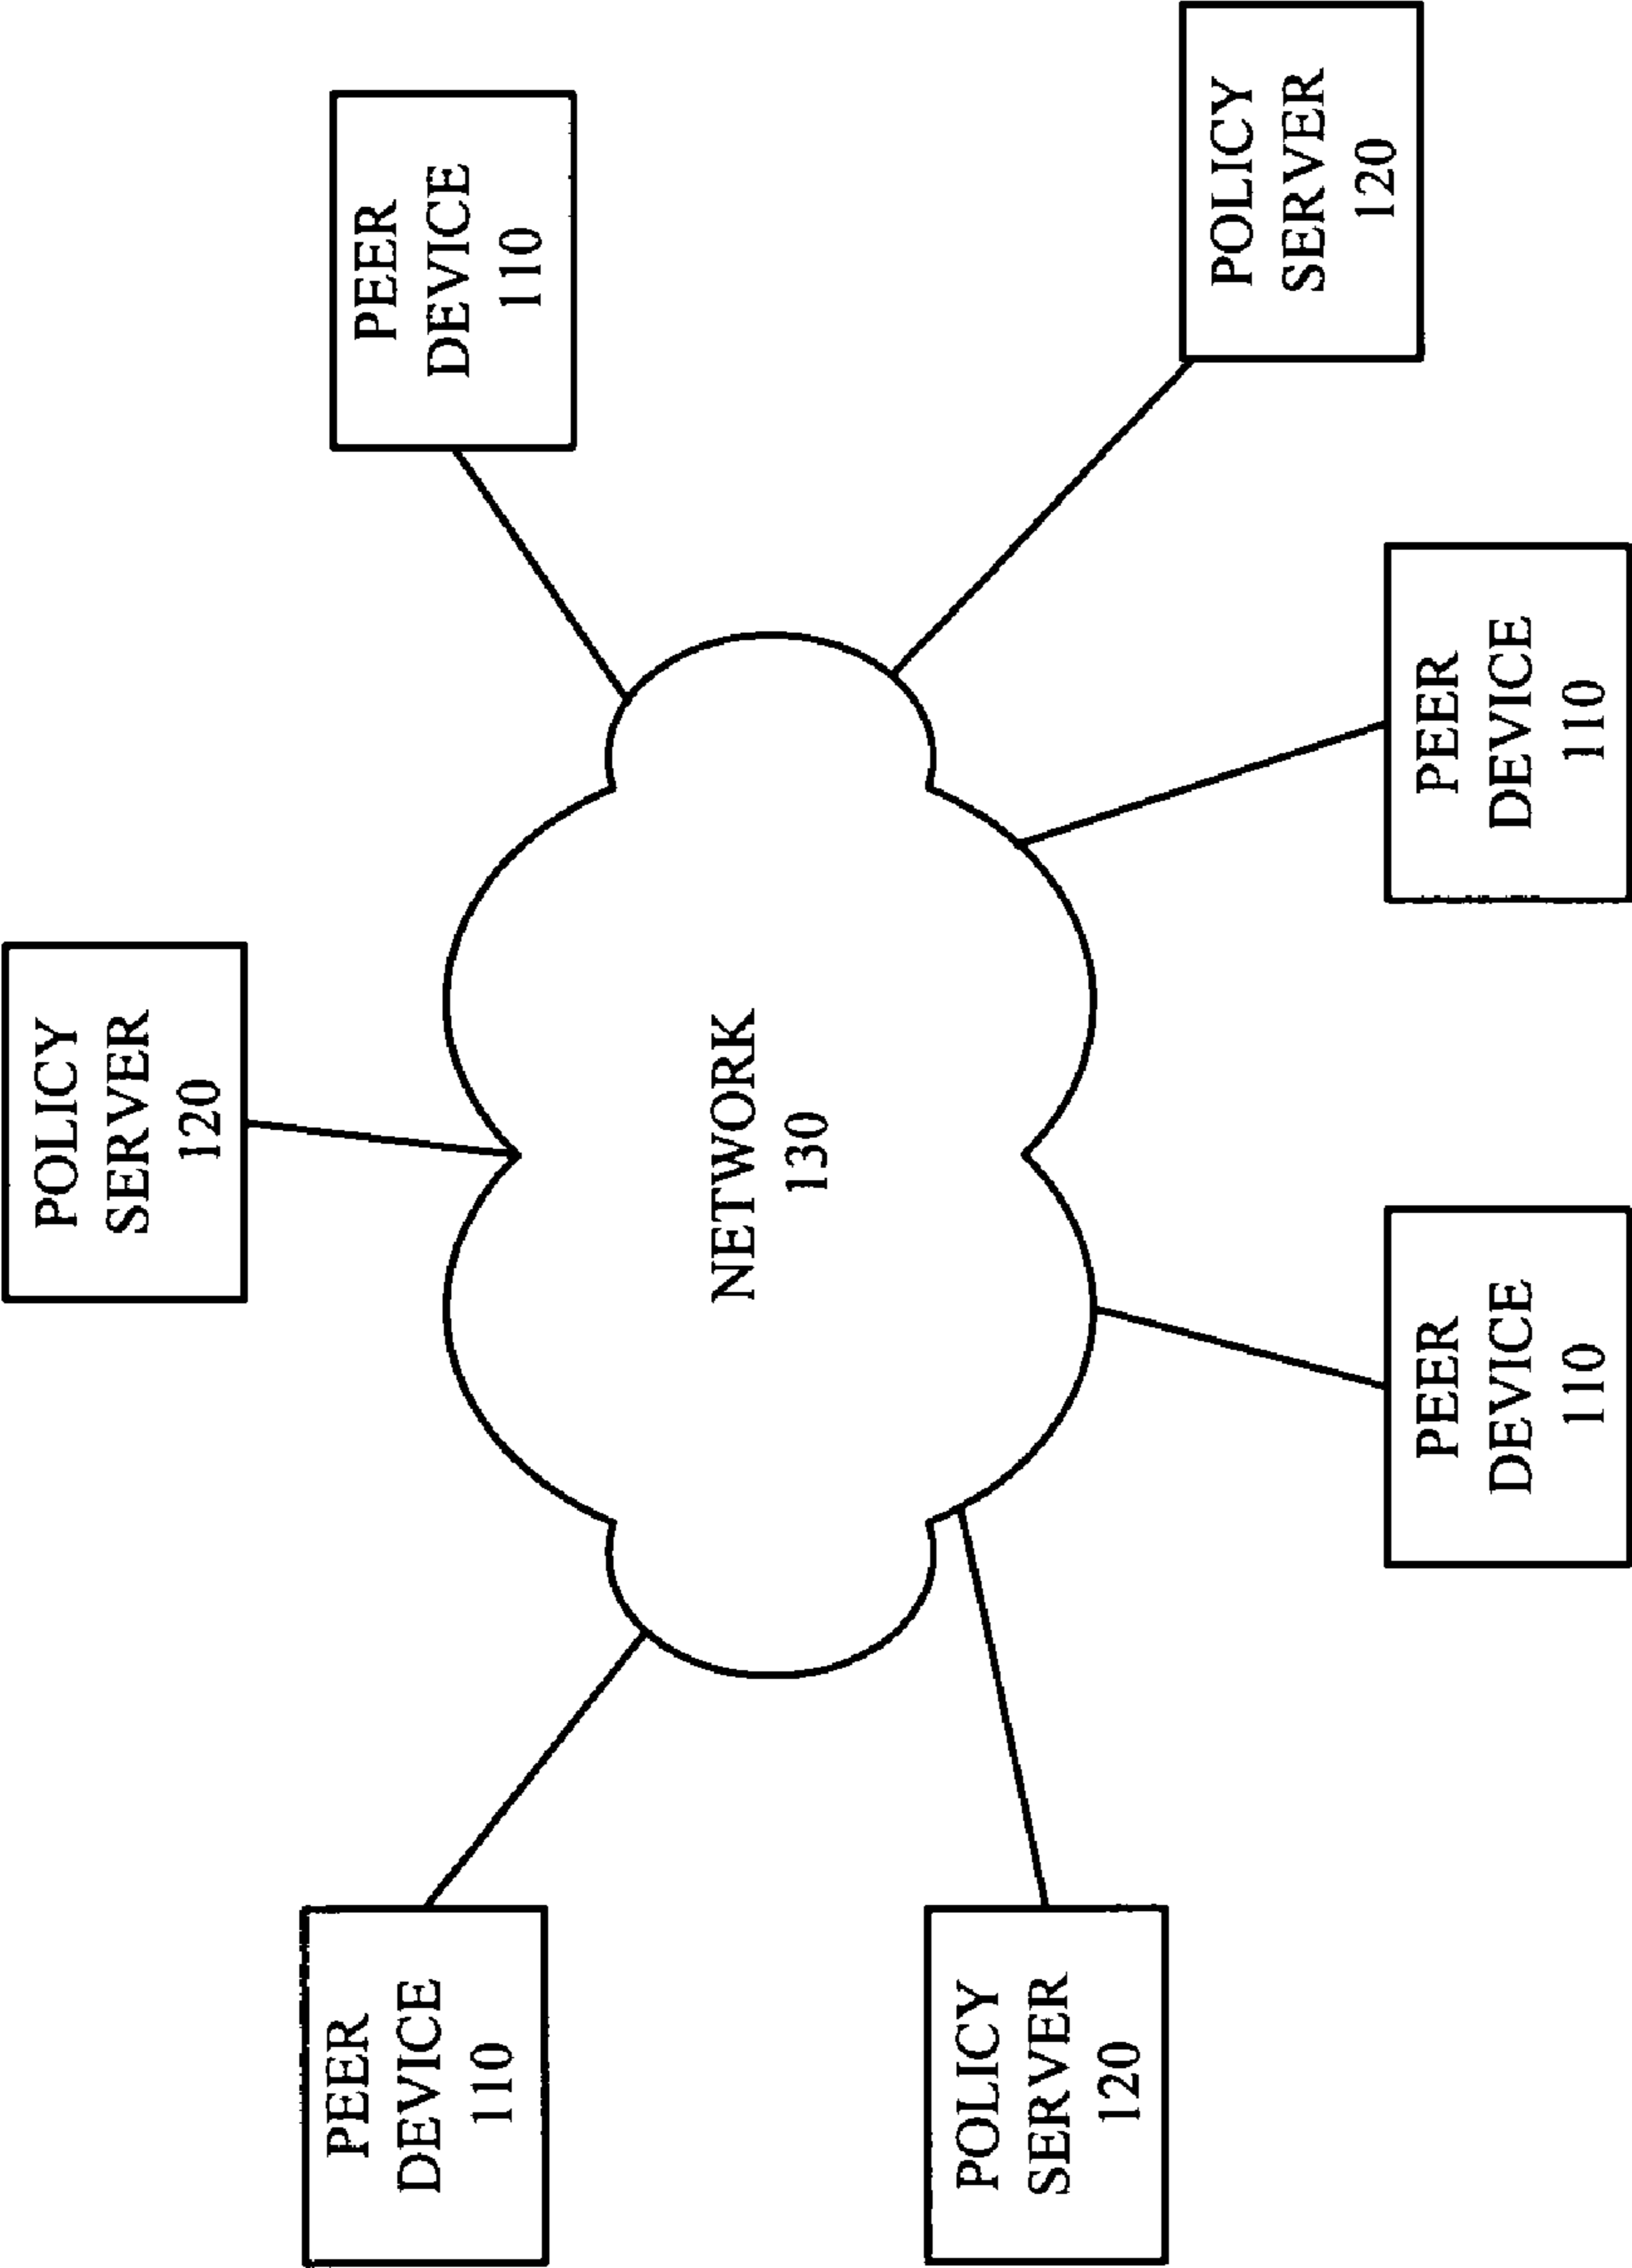 POLICY
SERVER
120
PEER
DEVICE
110
PEER
DEVICE
110
NETWORK
130
POLICY
SERVER
120
POLICY
SERVER
120
PEER
DEVICE
110
PEER
DEVICE
110